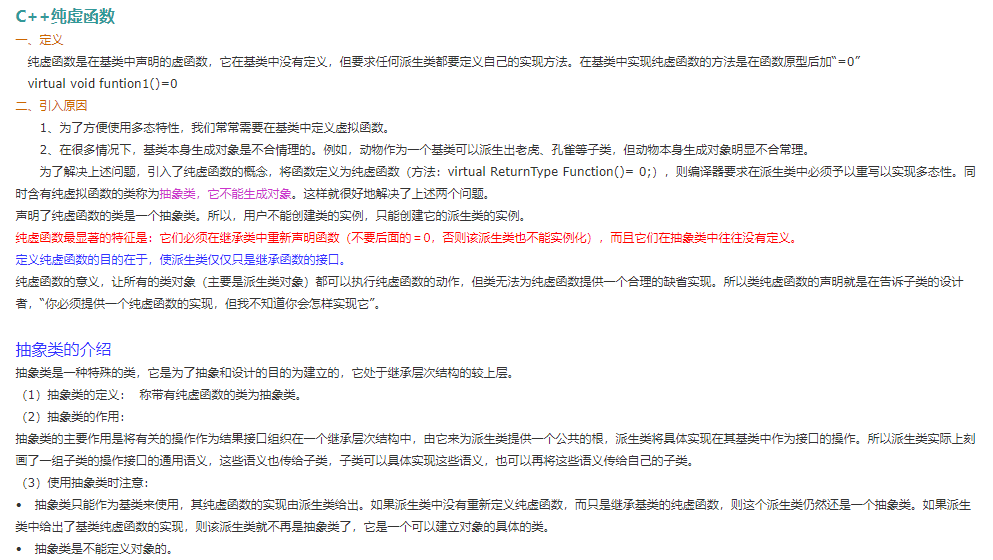 C++纯虚函数
一、定义
纯虚函数是在基类中声明的虚函数，它在基类中没有定义，但要求任何派生类都要定义自己的实现方法。在基类中实现纯虚函数的方法是在函数原型后加“=0”
virtual void funtion1()=0
二、引入原因
1、为了方便使用多态特性，我们常常需要在基类中定义虚拟函数。
2、在很多情况下，基类本身生成对象是不合情理的。例如，动物作为一个基类可以派生出老虎、孔雀等子类，但动物本身生成对象明显不合常理。
为了解决上述问题，引入了纯虚函数的概念，将函数定义为纯虚函数（方法：virtual ReturnType Function()= 0;），则编译器要求在派生类中必须予以重写以实现多态性。同
时含有纯虚拟函数的类称为抽象类，它不能生成对象。这样就很好地解决了上述两个问题。
声明了纯虚函数的类是一个抽象类。所以，用户不能创建类的实例，只能创建它的派生类的实例。
纯虚函数最显著的特征是：它们必须在继承类中重新声明函数（不要后面的＝0，否则该派生类也不能实例化），而且它们在抽象类中往往没有定义。
定义纯虚函数的目的在于，使派生类仅仅只是继承函数的接口。
纯虚函数的意义，让所有的类对象（主要是派生类对象）都可以执行纯虚函数的动作，但类无法为纯虚函数提供一个合理的缺省实现。所以类纯虚函数的声明就是在告诉子类的设计
者，“你必须提供一个纯虚函数的实现，但我不知道你会怎样实现它”。
抽象类的介绍
抽象类是一种特殊的类，它是为了抽象和设计的目的为建立的，它处于继承层次结构的较上层。
（1）抽象类的定义： 称带有纯虚函数的类为抽象类。
（2）抽象类的作用：
抽象类的主要作用是将有关的操作作为结果接口组织在一个继承层次结构中，由它来为派生类提供一个公共的根，派生类将具体实现在其基类中作为接口的操作。所以派生类实际上刻
画了一组子类的操作接口的通用语义，这些语义也传给子类，子类可以具体实现这些语义，也可以再将这些语义传给自己的子类。
（3）使用抽象类时注意：
• 抽象类只能作为基类来使用，其纯虚函数的实现由派生类给出。如果派生类中没有重新定义纯虚函数，而只是继承基类的纯虚函数，则这个派生类仍然还是一个抽象类。如果派生
类中给出了基类纯虚函数的实现，则该派生类就不再是抽象类了，它是一个可以建立对象的具体的类。
• 抽象类是不能定义对象的。